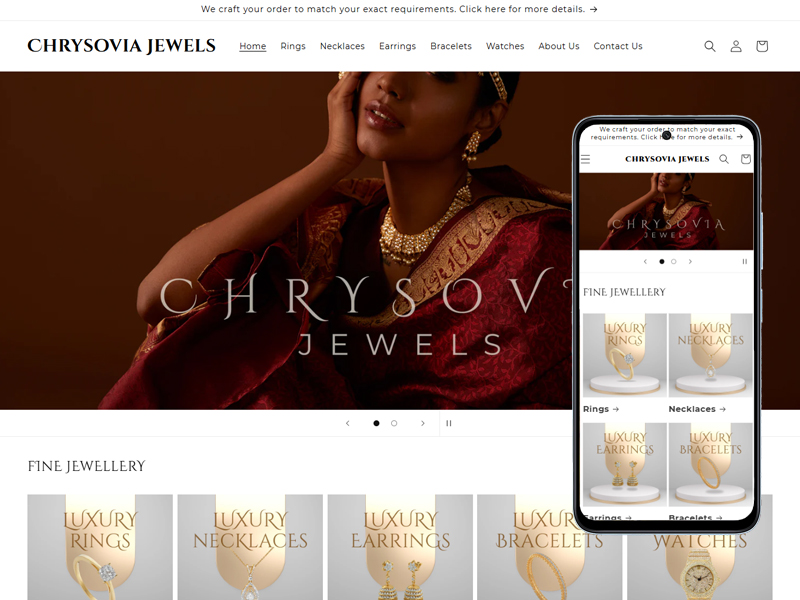 We craft your order to match your exact requirements. Click here for more details. →
CHRYSOVIA JEWELS
Home Rings Necklaces Earrings Bracelets Watches About Us Contact Us
CHRYSOV
JEWELS
FINE JEWELLERY
LUXURY RINGS
LUXURY NECKLACES
LUXURY EARRINGS
LUXURY BRACELETS
WATCHES
We craft your order to match your exact
requirements. Click here for more details. →
CHRYSOVIA JEWELS
CHRYSOVIA
JEWELS
FINE JEWELLERY
LUXURY RINGS
LUXURY NECKLACES
Rings →
Necklaces →
LUXURY EARRINGS
LUXURY BRACELETS
Earrings →
Bracelets →